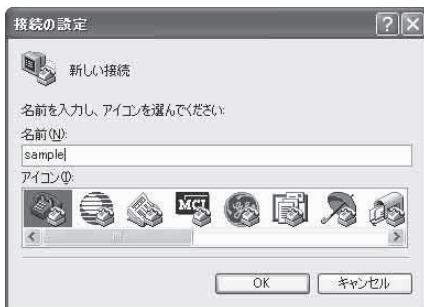 接続の設定
新しい接続
名前を入力し、アイコンを選んでください:
名前(N):
sample
アイコン(I):
MCI
OK
キャンセル